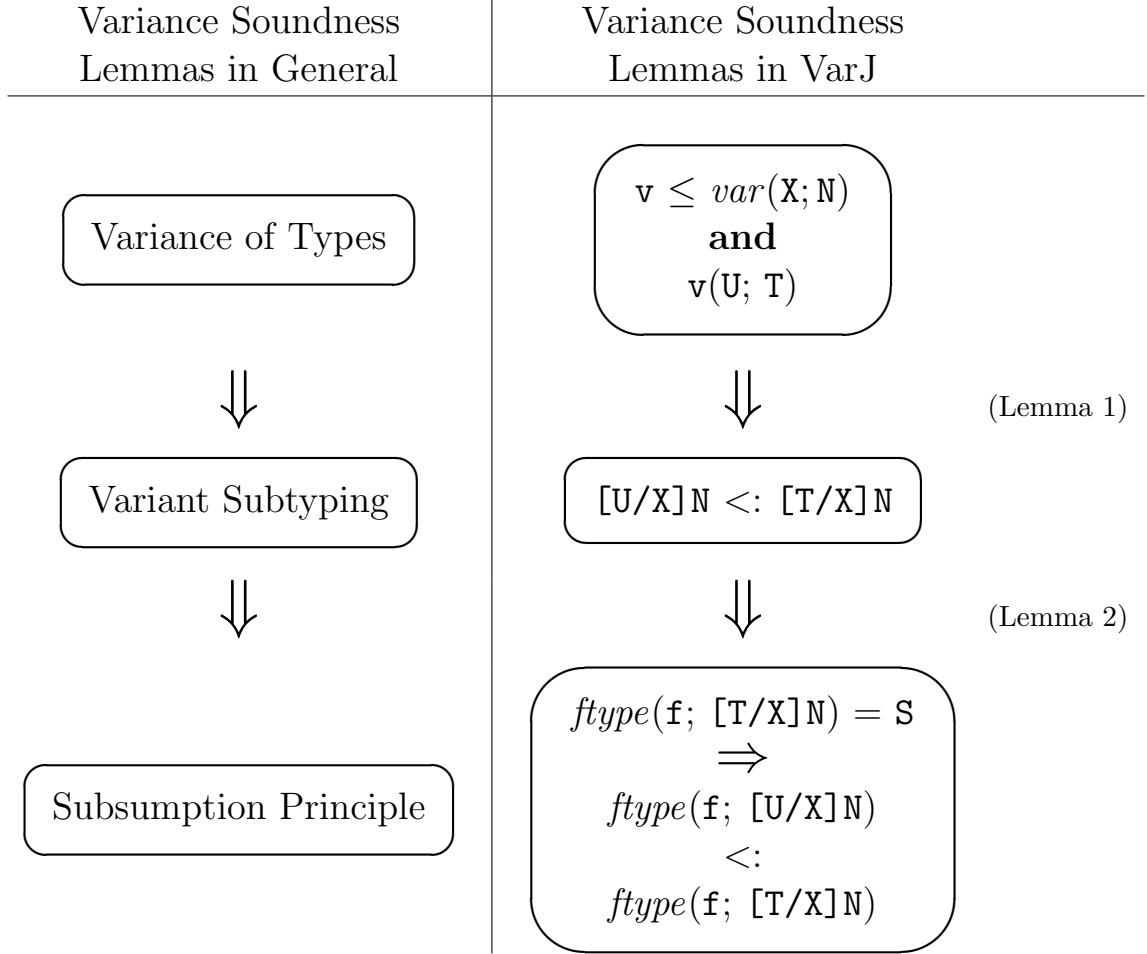 Variance Soundness
Lemmas in General
Variance Soundness
Lemmas in VarJ
Variance of Types
v ≤ var(X; N)
and
v(U; T)
⇓
⇓
(Lemma 1)
Variant Subtyping
[U/X]N <: [T/X]N
⇓
⇓
(Lemma 2)
Subsumption Principle
ftype(f; [T/X]N) = S
⇒
ftype(f; [U/X]N)
<:
ftype(f; [T/X]N)